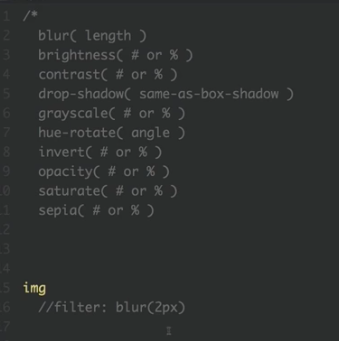 1 /*
2 blur( length )
3 brightness( # or % )
4 contrast( # or % )
5 drop-shadow( same-as-box-shadow )
6 grayscale( # or % )
7 hue-rotate( angle )
8 invert( # or % )
9 opacity( # or % )
0 saturate( # or % )
1 sepia( # or % )
2
3
4
5 img
6 //filter: blur(2px)
7